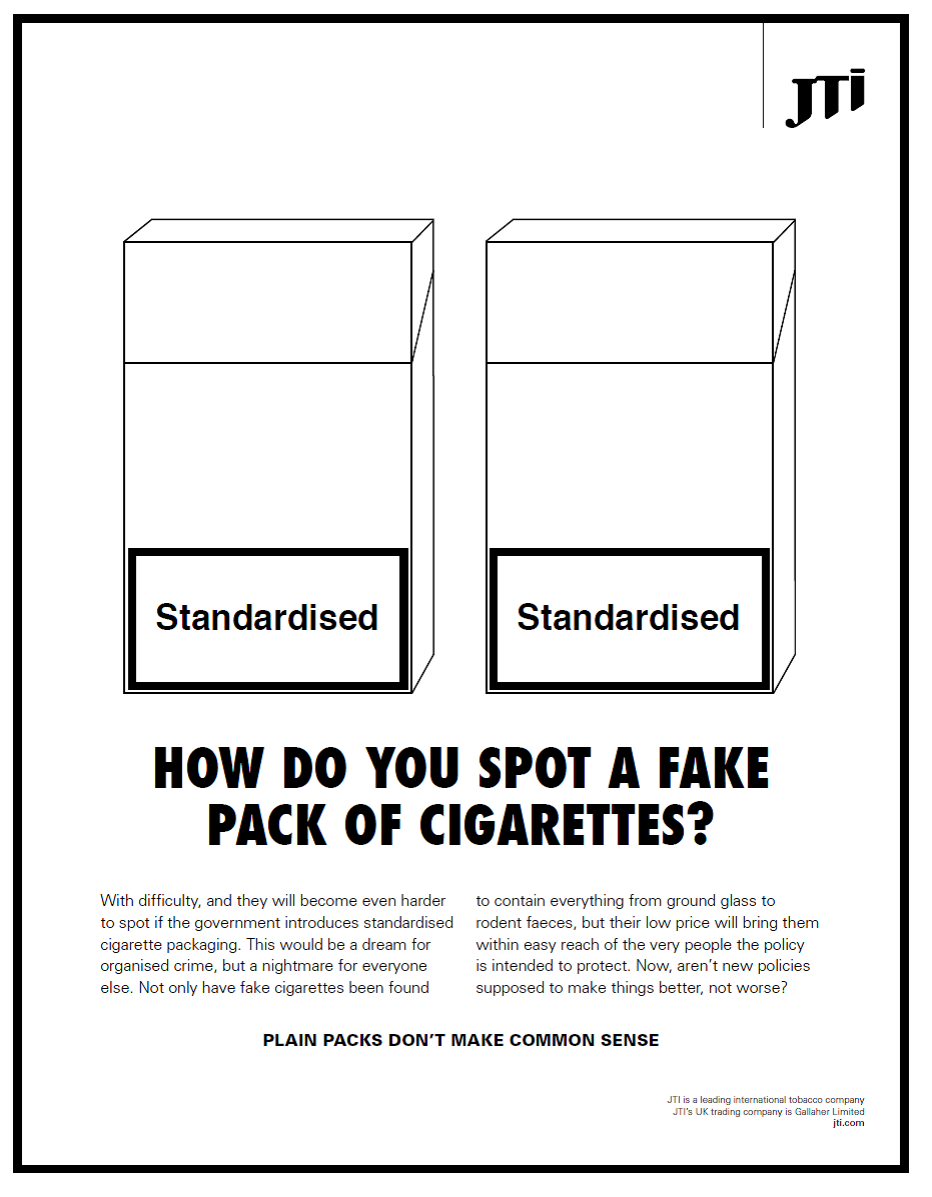 JTi
Standardised
Standardised
HOW DO YOU SPOT A FAKE
PACK OF CIGARETTES?
With difficulty, and they will become even harder
to spot if the government introduces standardised
cigarette packaging. This would be a dream for
organised crime, but a nightmare for everyone
else. Not only have fake cigarettes been found
to contain everything from ground glass to
rodent faeces, but their low price will bring them
within easy reach of the very people the policy
is intended to protect. Now, aren’t new policies
supposed to make things better, not worse?
PLAIN PACKS DON’T MAKE COMMON SENSE
JTI is a leading international tobacco company
JTI’s UK trading company is Gallaher Limited
jti.com